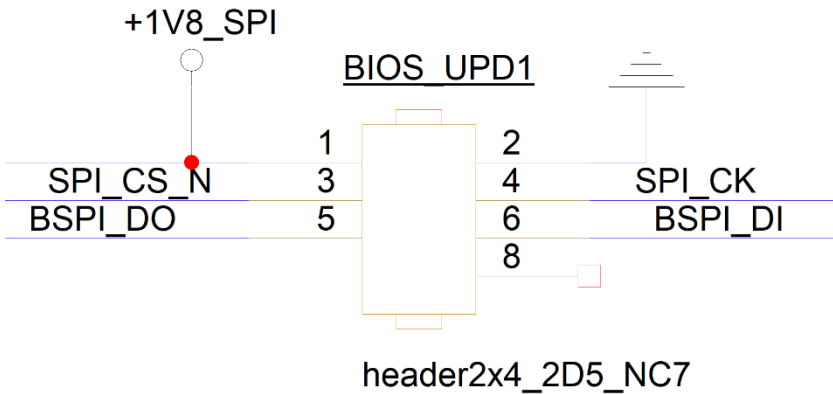 +1V8_SPI
BIOS_UPD1
1 2
SPI_CS_N 3 4 SPI_CK
BSPI_DO 5 6 BSPI_DI
8
header2x4_2D5_NC7